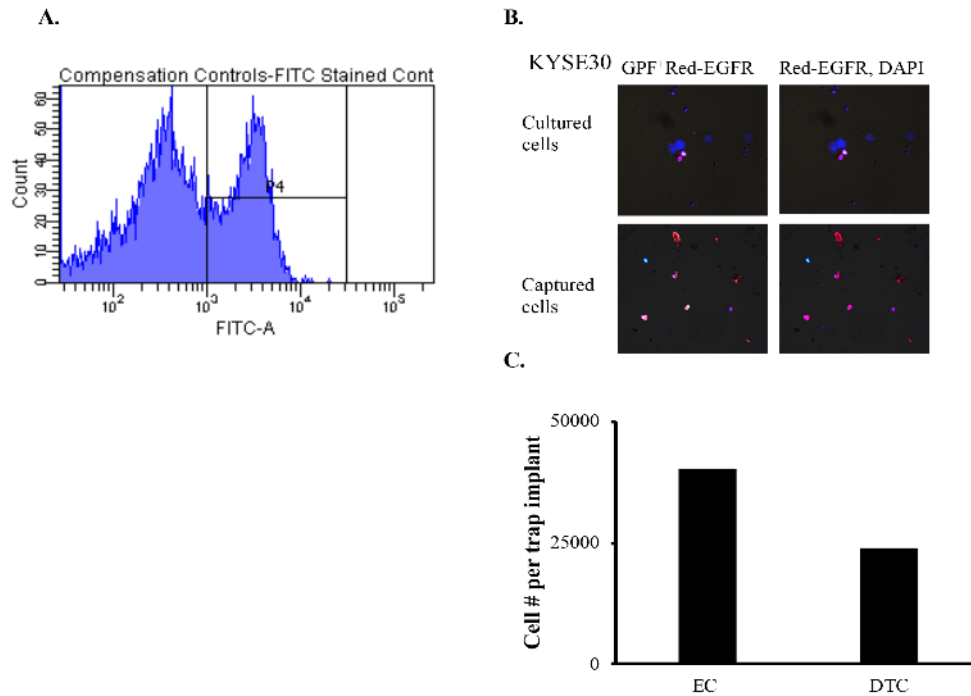 A.
Compensation Controls-FITC Stained Cont
Count
60
50
40
30
20
10
0
P4
10² 10³ 10⁴ 10⁵
FITC-A
B.
KYSE30
GPF⁺ Red-EGFR
Red-EGFR, DAPI
Cultured
cells
Captured
cells
C.
Cell # per trap implant
50000
25000
0
EC
DTC